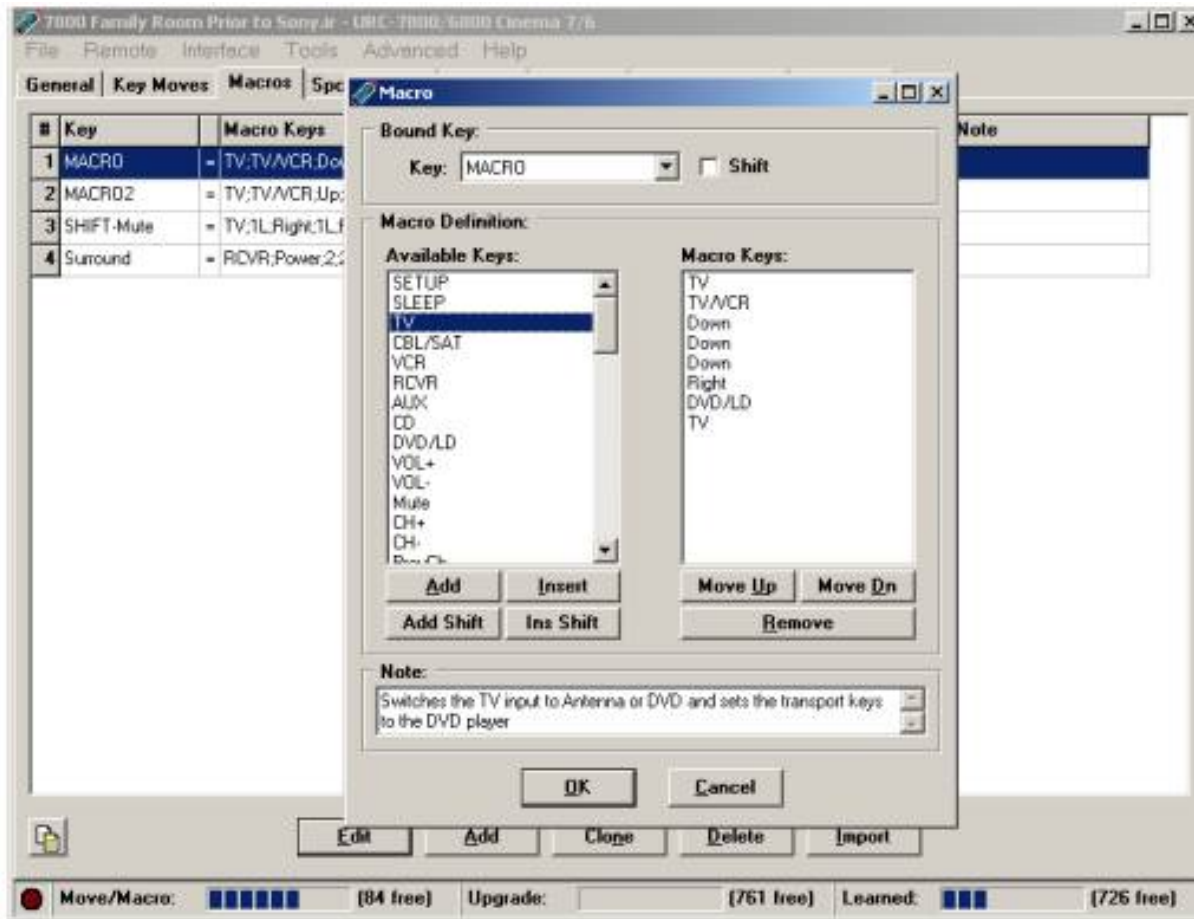 7000 Family Room Prior to Sony.ir - URC-7800/6800 Cinema 7/6
File Remote Interface Tools Advanced Help
General Key Moves Macros Spc
# Key Macro Keys Note
1 MACRO = TV;TV/VCR;Do
2 MACRO2 = TV;TV/VCR;Up;
3 SHIFT-Mute = TV;1L;Right;1L;
4 Surround = RCVR;Power;2;
Macro
Bound Key:
Key: MACRO Shift
Macro Definition:
Available Keys:
SETUP
SLEEP
TV
CBL/SAT
VCR
RCVR
AUX
CD
DVD/LD
VOL+
VOL-
Mute
CH+
CH-
Macro Keys:
TV
TV/VCR
Down
Down
Down
Right
DVD/LD
TV
Add Insert
Add Shift Ins Shift
Move Up Move Dn
Remove
Note:
Switches the TV input to Antenna or DVD and sets the transport keys
to the DVD player
OK Cancel
Edit Add Clone Delete Import
Move/Macro: (84 free) Upgrade: (761 free) Learned: (726 free)